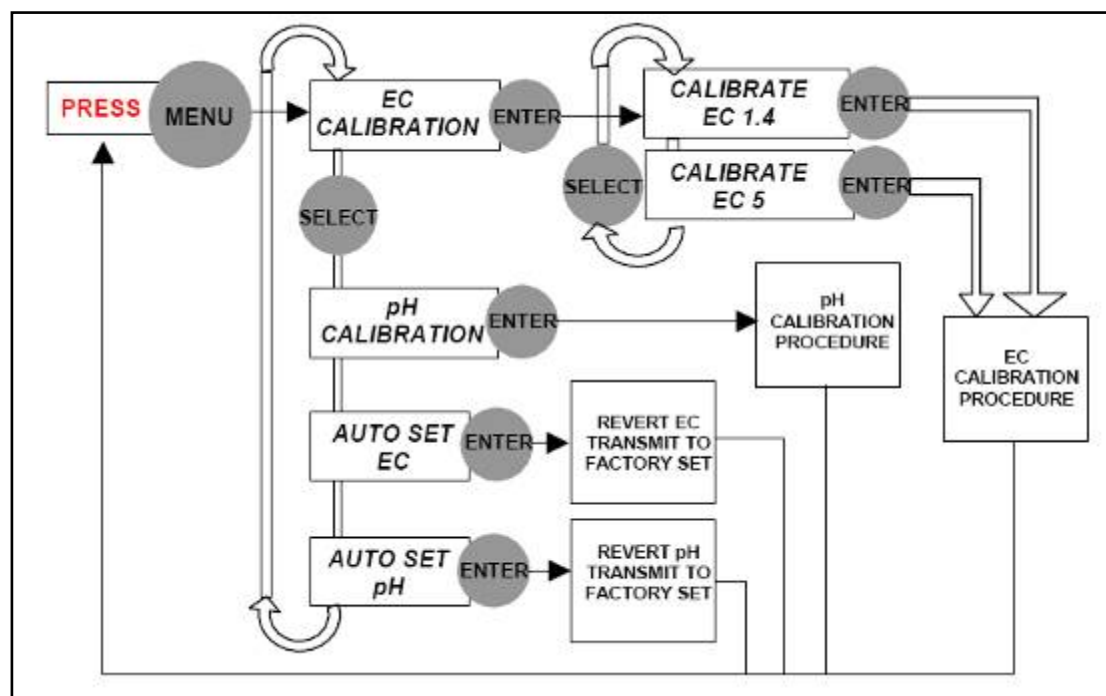 PRESS
MENU
EC
CALIBRATION
ENTER
CALIBRATE
EC 1.4
ENTER
SELECT
CALIBRATE
EC 5
ENTER
SELECT
pH
CALIBRATION
ENTER
pH
CALIBRATION
PROCEDURE
EC
CALIBRATION
PROCEDURE
AUTO SET
EC
ENTER
REVERT EC
TRANSMIT TO
FACTORY SET
AUTO SET
pH
ENTER
REVERT pH
TRANSMIT TO
FACTORY SET